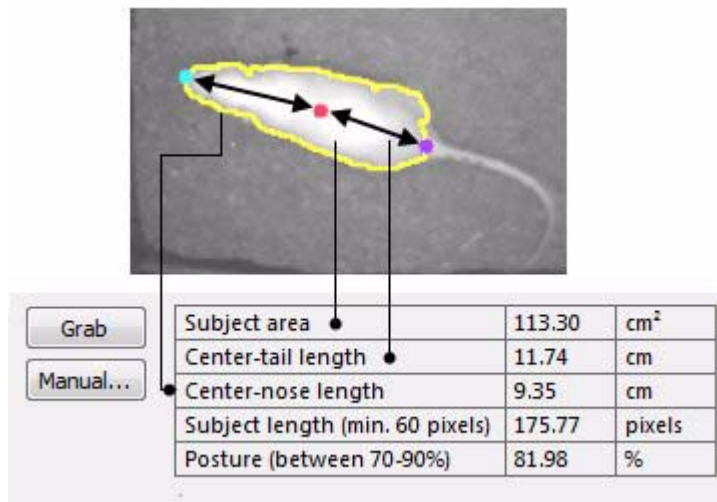 Grab
Manual...
Subject area 113.30 cm²
Center-tail length 11.74 cm
Center-nose length 9.35 cm
Subject length (min. 60 pixels) 175.77 pixels
Posture (between 70-90%) 81.98 %